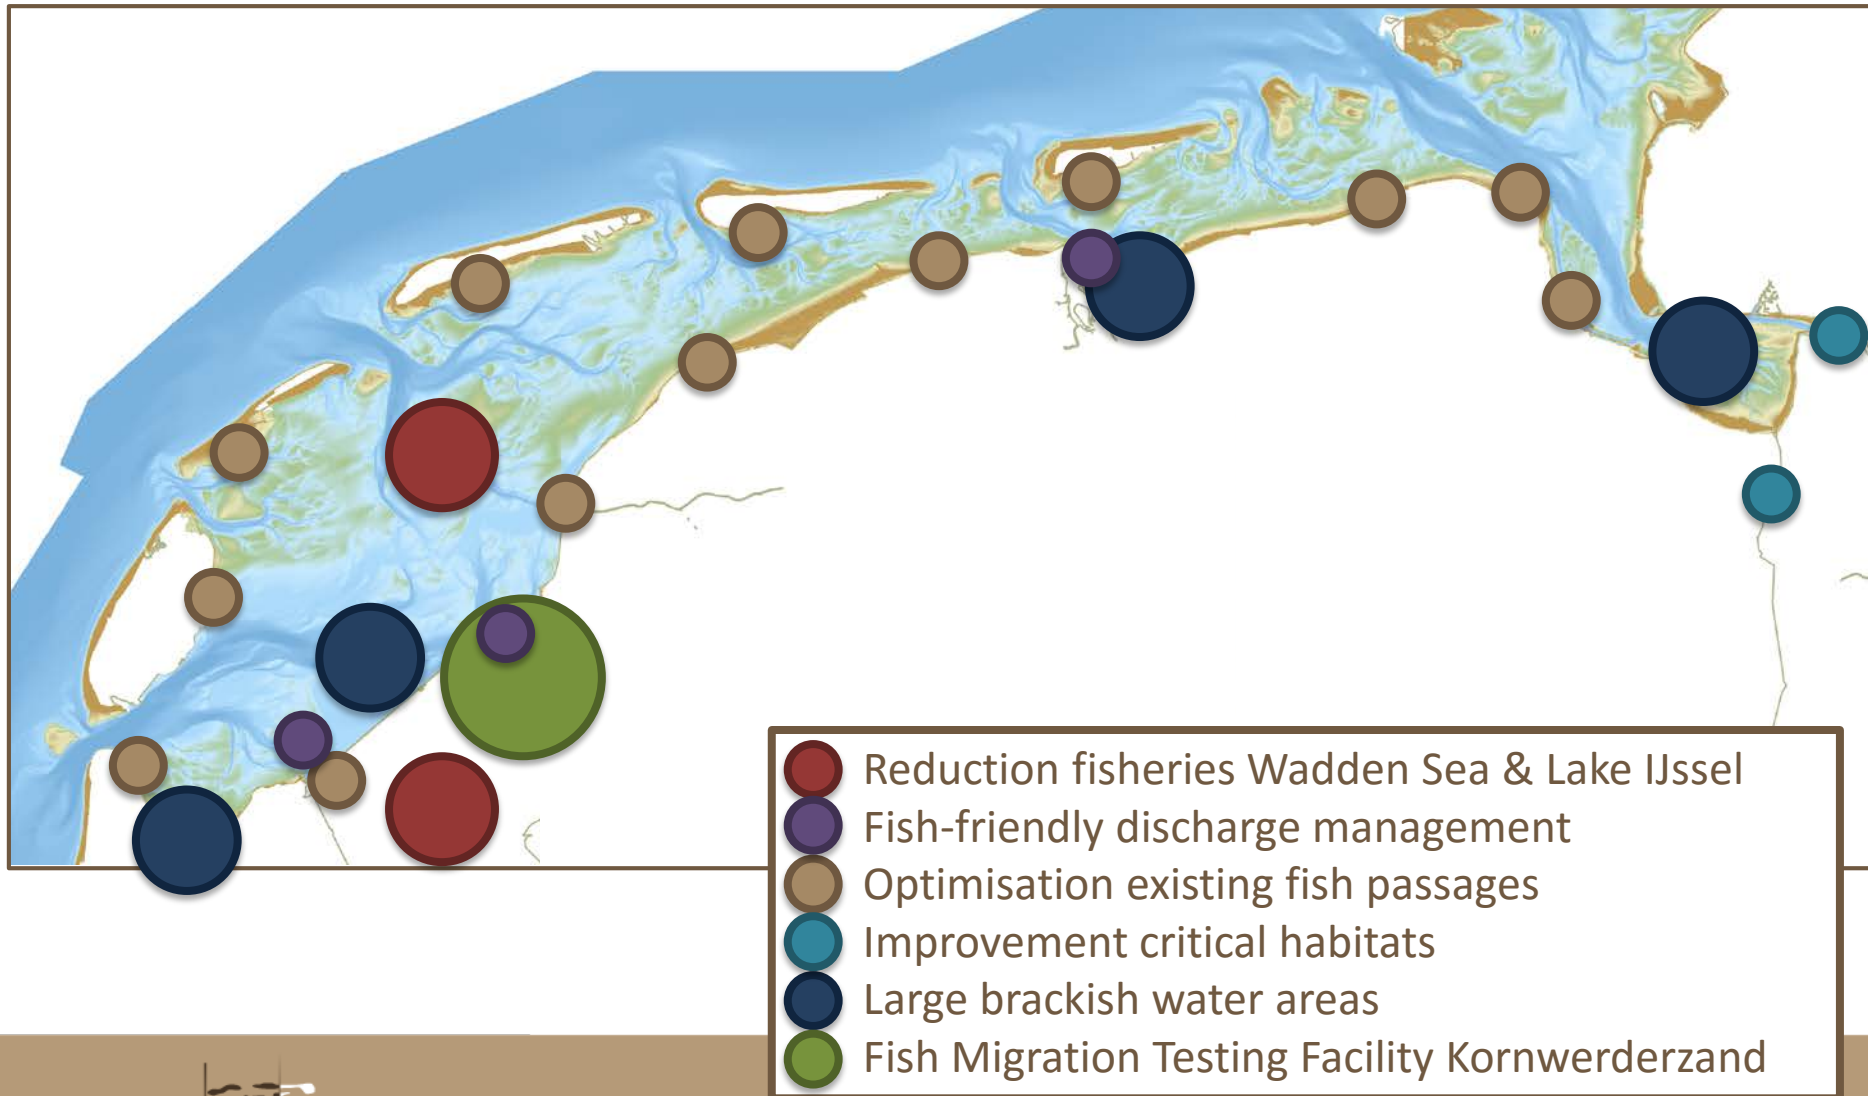 Reduction fisheries Wadden Sea & Lake IJssel
Fish-friendly discharge management
Optimisation existing fish passages
Improvement critical habitats
Large brackish water areas
Fish Migration Testing Facility Kornwerderzand